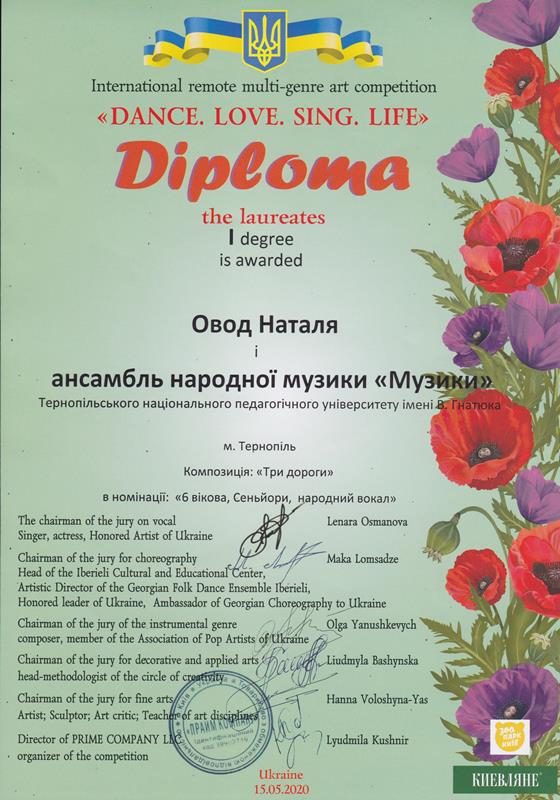 International remote multi-genre art competition
«DANCE. LOVE. SING. LIFE»
Diploma
the laureates
I degree
is awarded
Овод Наталя
і
ансамбль народної музики «Музики»
Тернопільського національного педагогічного університету імені В. Гнатюка
м. Тернопіль
Композиція: «Три дороги»
в номінації: «6 вікова, Сеньйори, народний вокал»
The chairman of the jury on vocal Lenara Osmanova
Singer, actress, Honored Artist of Ukraine
Chairman of the jury for choreography Maka Lomsadze
Head of the Iberieli Cultural and Educational Center,
Artistic Director of the Georgian Folk Dance Ensemble Iberieli,
Honored leader of Ukraine, Ambassador of Georgian Choreography to Ukraine
Chairman of the jury of the instrumental genre Olga Yanushkevych
composer, member of the Association of Pop Artists of Ukraine
Chairman of the jury for decorative and applied arts Liudmyla Bashynska
head-methodologist of the circle of creativity
Chairman of the jury for fine arts Hanna Voloshyna-Yas
Artist; Sculptor; Art critic; Teacher of art disciplines
Director of PRIME COMPANY LLC. Lyudmila Kushnir
organizer of the competition
Ukraine
15.05.2020
ЗОО
ПАРК
КИЇВ
КИЕВЛЯНЕ